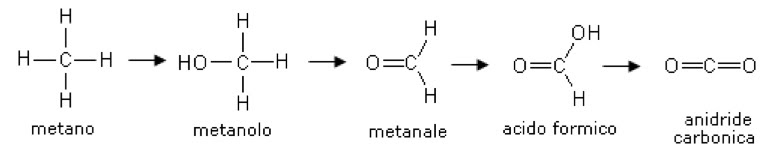 H H
H C H HO C H O C H H O C OH H O C O
H H
metano metanolo metanale acido formico anidride
carbonica